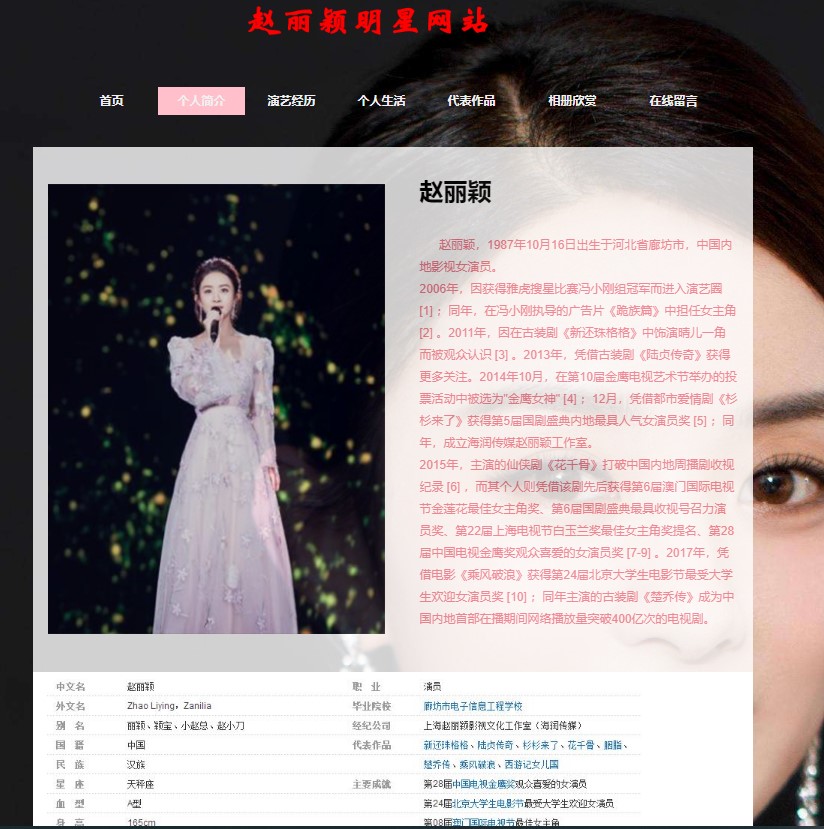 赵丽颖明星网站
首页 个人简介 演艺经历 个人生活 代表作品 相册欣赏 在线留言
赵丽颖
赵丽颖，1987年10月16日出生于河北省廊坊市，中国内
地影视女演员。
2006年，因获得雅虎搜星比赛冯小刚组冠军而进入演艺圈
[1] ；同年，在冯小刚执导的广告片《跪族篇》中担任女主角
[2] 。2011年，因在古装剧《新还珠格格》中饰演晴儿一角
而被观众认识 [3] 。2013年，凭借古装剧《陆贞传奇》获得
更多关注。2014年10月，在第10届金鹰电视艺术节举办的投
票活动中被选为“金鹰女神” [4] ；12月，凭借都市爱情剧《杉
杉来了》获得第5届国剧盛典内地最具人气女演员奖 [5] ；同
年，成立海润传媒赵丽颖工作室。
2015年，主演的仙侠剧《花千骨》打破中国内地周播剧收视
纪录 [6] ，而其个人则凭借该剧先后获得第6届澳门国际电视
节金莲花最佳女主角奖、第6届国剧盛典最具收视号召力演
员奖、第22届上海电视节白玉兰奖最佳女主角奖提名、第28
届中国电视金鹰奖观众喜爱的女演员奖 [7-9] 。2017年，凭
借电影《乘风破浪》获得第24届北京大学生电影节最受大学
生欢迎女演员奖 [10] ；同年主演的古装剧《楚乔传》成为中
国内地首部在播期间网络播放量突破400亿次的电视剧。
中文名 赵丽颖 职 业 演员
外文名 Zhao Liying，Zanilia 毕业院校 廊坊市电子信息工程学校
别 名 丽颖、颖宝、小赵总、赵小刀 经纪公司 上海赵丽颖影视文化工作室（海润传媒）
国 籍 中国 代表作品 新还珠格格、陆贞传奇、杉杉来了、花千骨、胭脂、
民 族 汉族 楚乔传、乘风破浪、西游记女儿国
星 座 天秤座 主要成就 第28届中国电视金鹰奖观众喜爱的女演员
血 型 A型 第24届北京大学生电影节最受大学生欢迎女演员
身 高 165cm 第08届澳门国际电视节最佳女主角